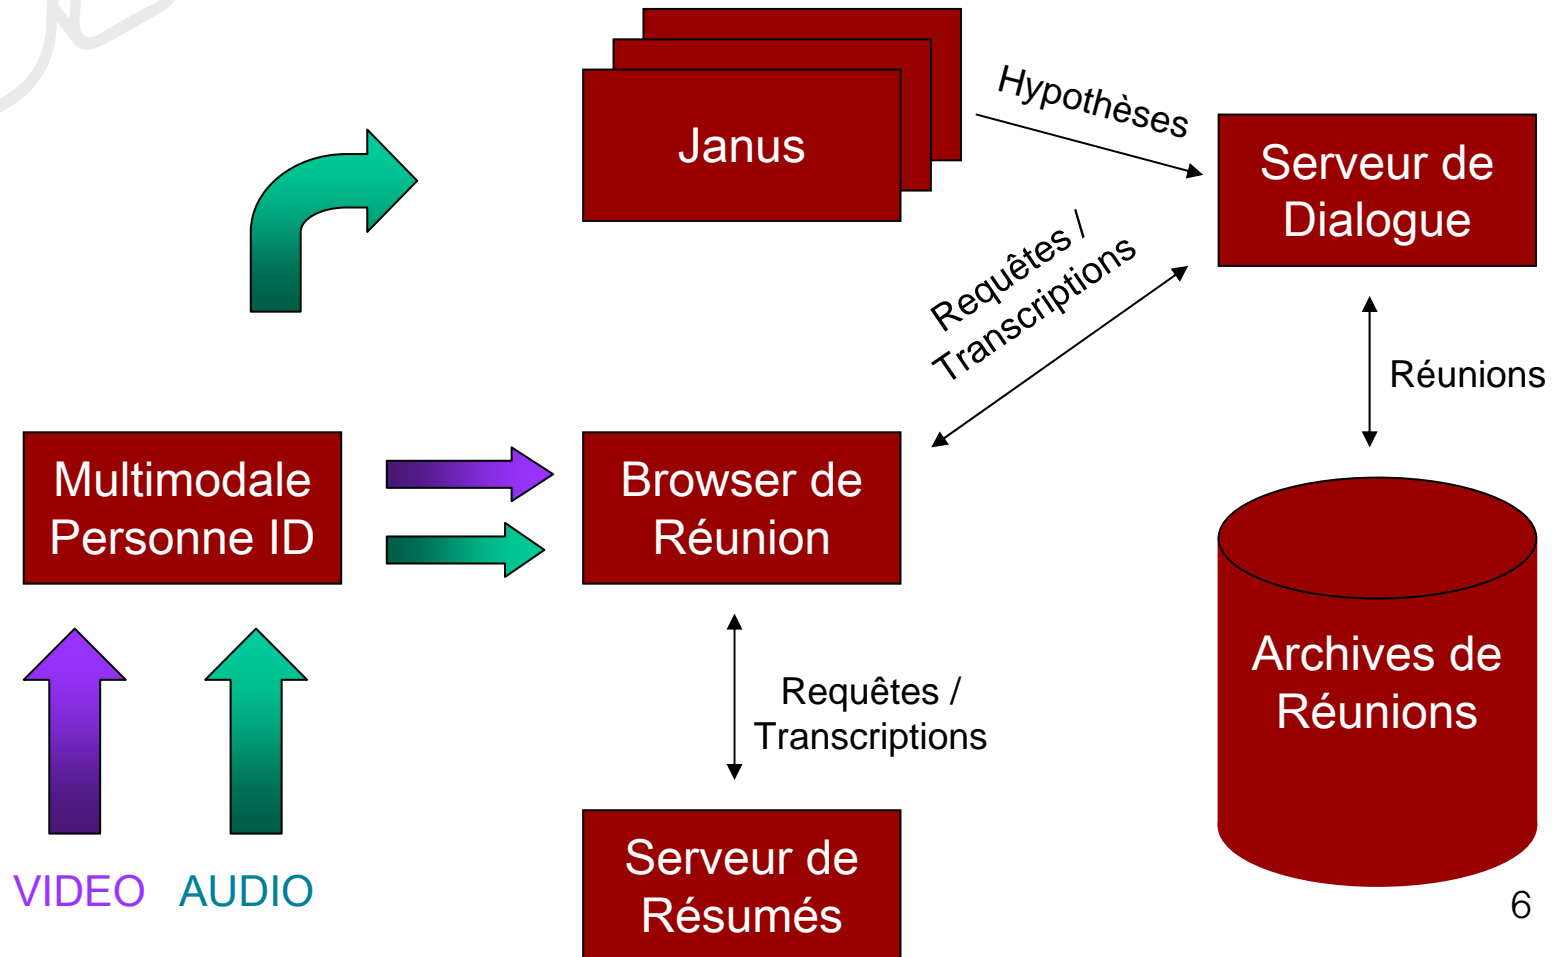 Janus
Hypothèses
Serveur de
Dialogue
Requêtes /
Transcriptions
Réunions
Multimodale
Personne ID
Browser de
Réunion
Archives de
Réunions
Requêtes /
Transcriptions
Serveur de
Résumés
VIDEO AUDIO
6